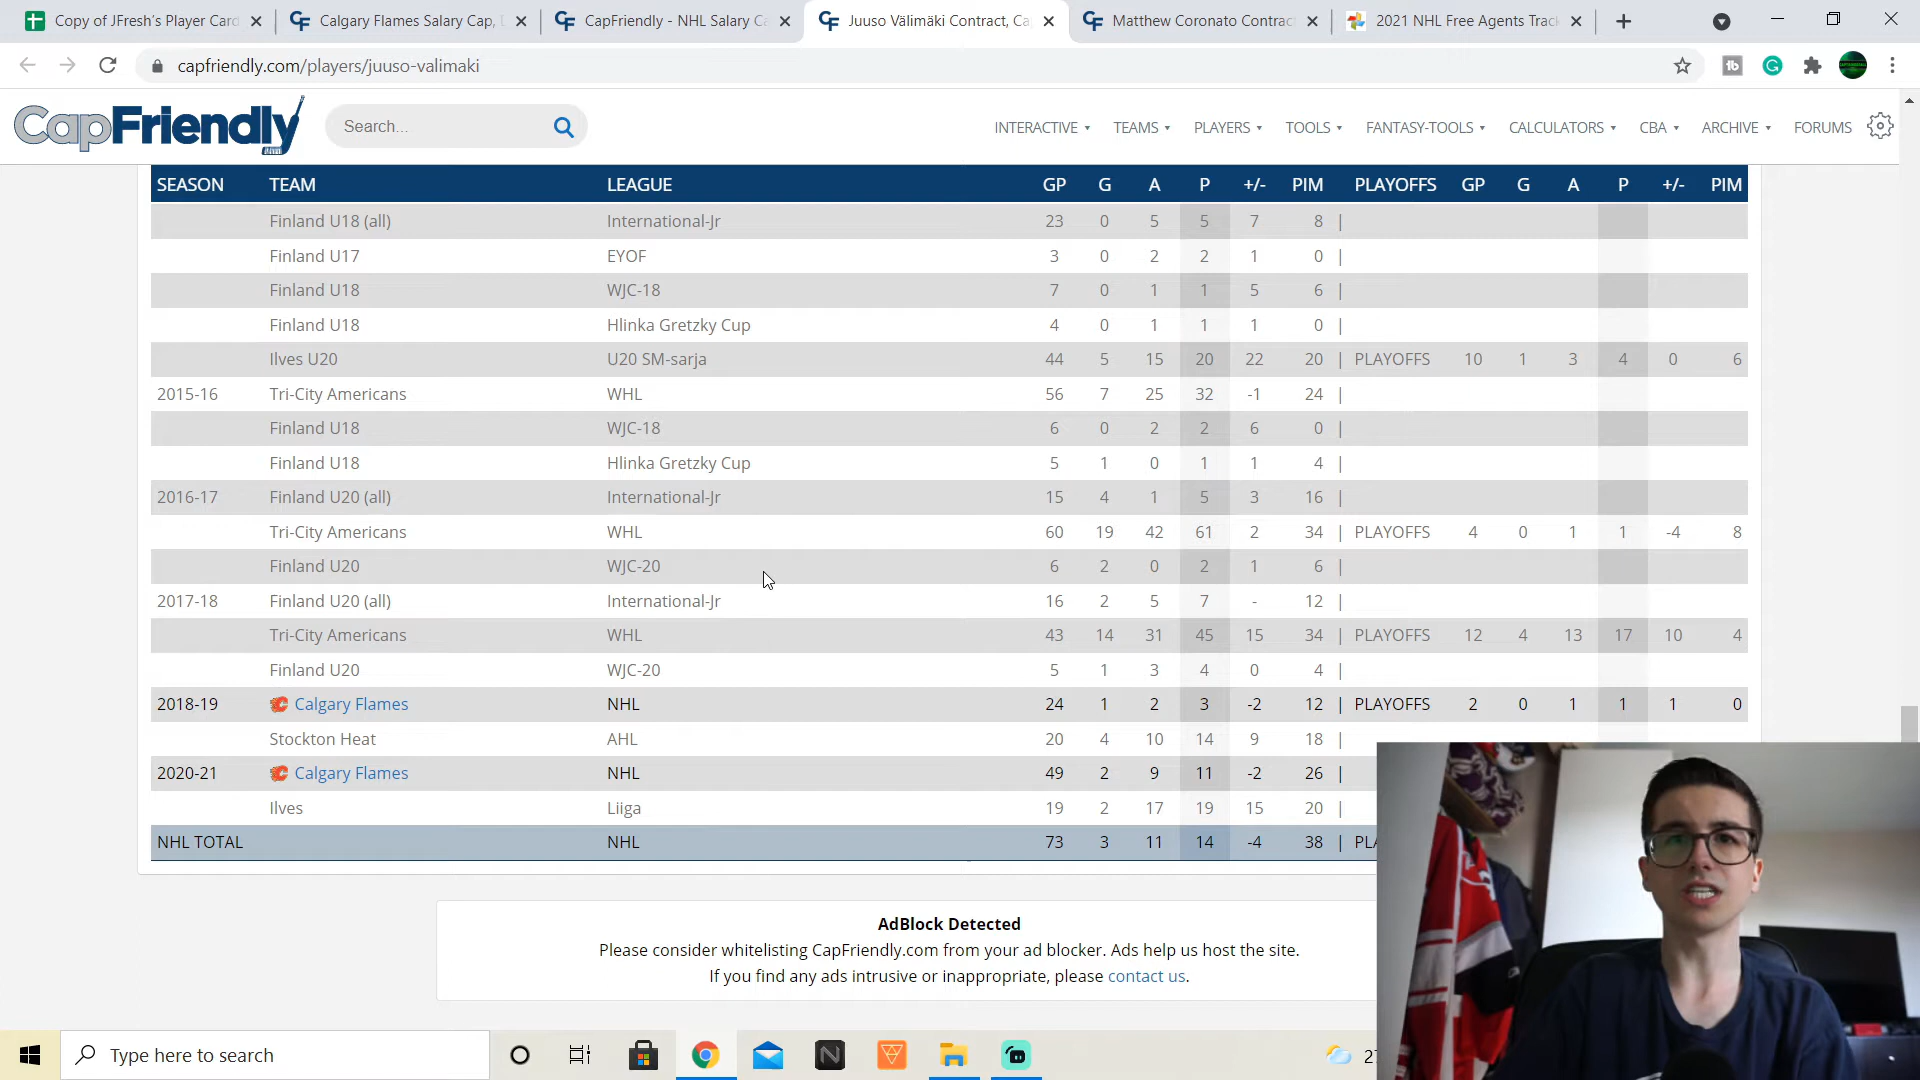 Copy of JFresh's Player Card
Calgary Flames Salary Cap,
CapFriendly - NHL Salary Ca
Juuso Välimäki Contract, Ca
Matthew Coronato Contract
2021 NHL Free Agents Track
capfriendly.com/players/juuso-valimaki
CapFriendly
Search...
INTERACTIVE TEAMS PLAYERS TOOLS FANTASY-TOOLS CALCULATORS CBA ARCHIVE FORUMS
SEASON TEAM LEAGUE GP G A P +/- PIM PLAYOFFS GP G A P +/- PIM
Finland U18 (all) International-Jr 23 0 5 5 7 8 |
Finland U17 EYOF 3 0 2 2 1 0 |
Finland U18 WJC-18 7 0 1 1 5 6 |
Finland U18 Hlinka Gretzky Cup 4 0 1 1 1 0 |
Ilves U20 U20 SM-sarja 44 5 15 20 22 20 | PLAYOFFS 10 1 3 4 0 6
2015-16 Tri-City Americans WHL 56 7 25 32 -1 24 |
Finland U18 WJC-18 6 0 2 2 6 0 |
Finland U18 Hlinka Gretzky Cup 5 1 0 1 1 4 |
2016-17 Finland U20 (all) International-Jr 15 4 1 5 3 16 |
Tri-City Americans WHL 60 19 42 61 2 34 | PLAYOFFS 4 0 1 1 -4 8
Finland U20 WJC-20 6 2 0 2 1 6 |
2017-18 Finland U20 (all) International-Jr 16 2 5 7 - 12 |
Tri-City Americans WHL 43 14 31 45 15 34 | PLAYOFFS 12 4 13 17 10 4
Finland U20 WJC-20 5 1 3 4 0 4 |
2018-19 Calgary Flames NHL 24 1 2 3 -2 12 | PLAYOFFS 2 0 1 1 1 0
Stockton Heat AHL 20 4 10 14 9 18 |
2020-21 Calgary Flames NHL 49 2 9 11 -2 26 |
Ilves Liiga 19 2 17 19 15 20 |
NHL TOTAL NHL 73 3 11 14 -4 38 | PL
AdBlock Detected
Please consider whitelisting CapFriendly.com from your ad blocker. Ads help us host the site.
If you find any ads intrusive or inappropriate, please contact us.
Type here to search